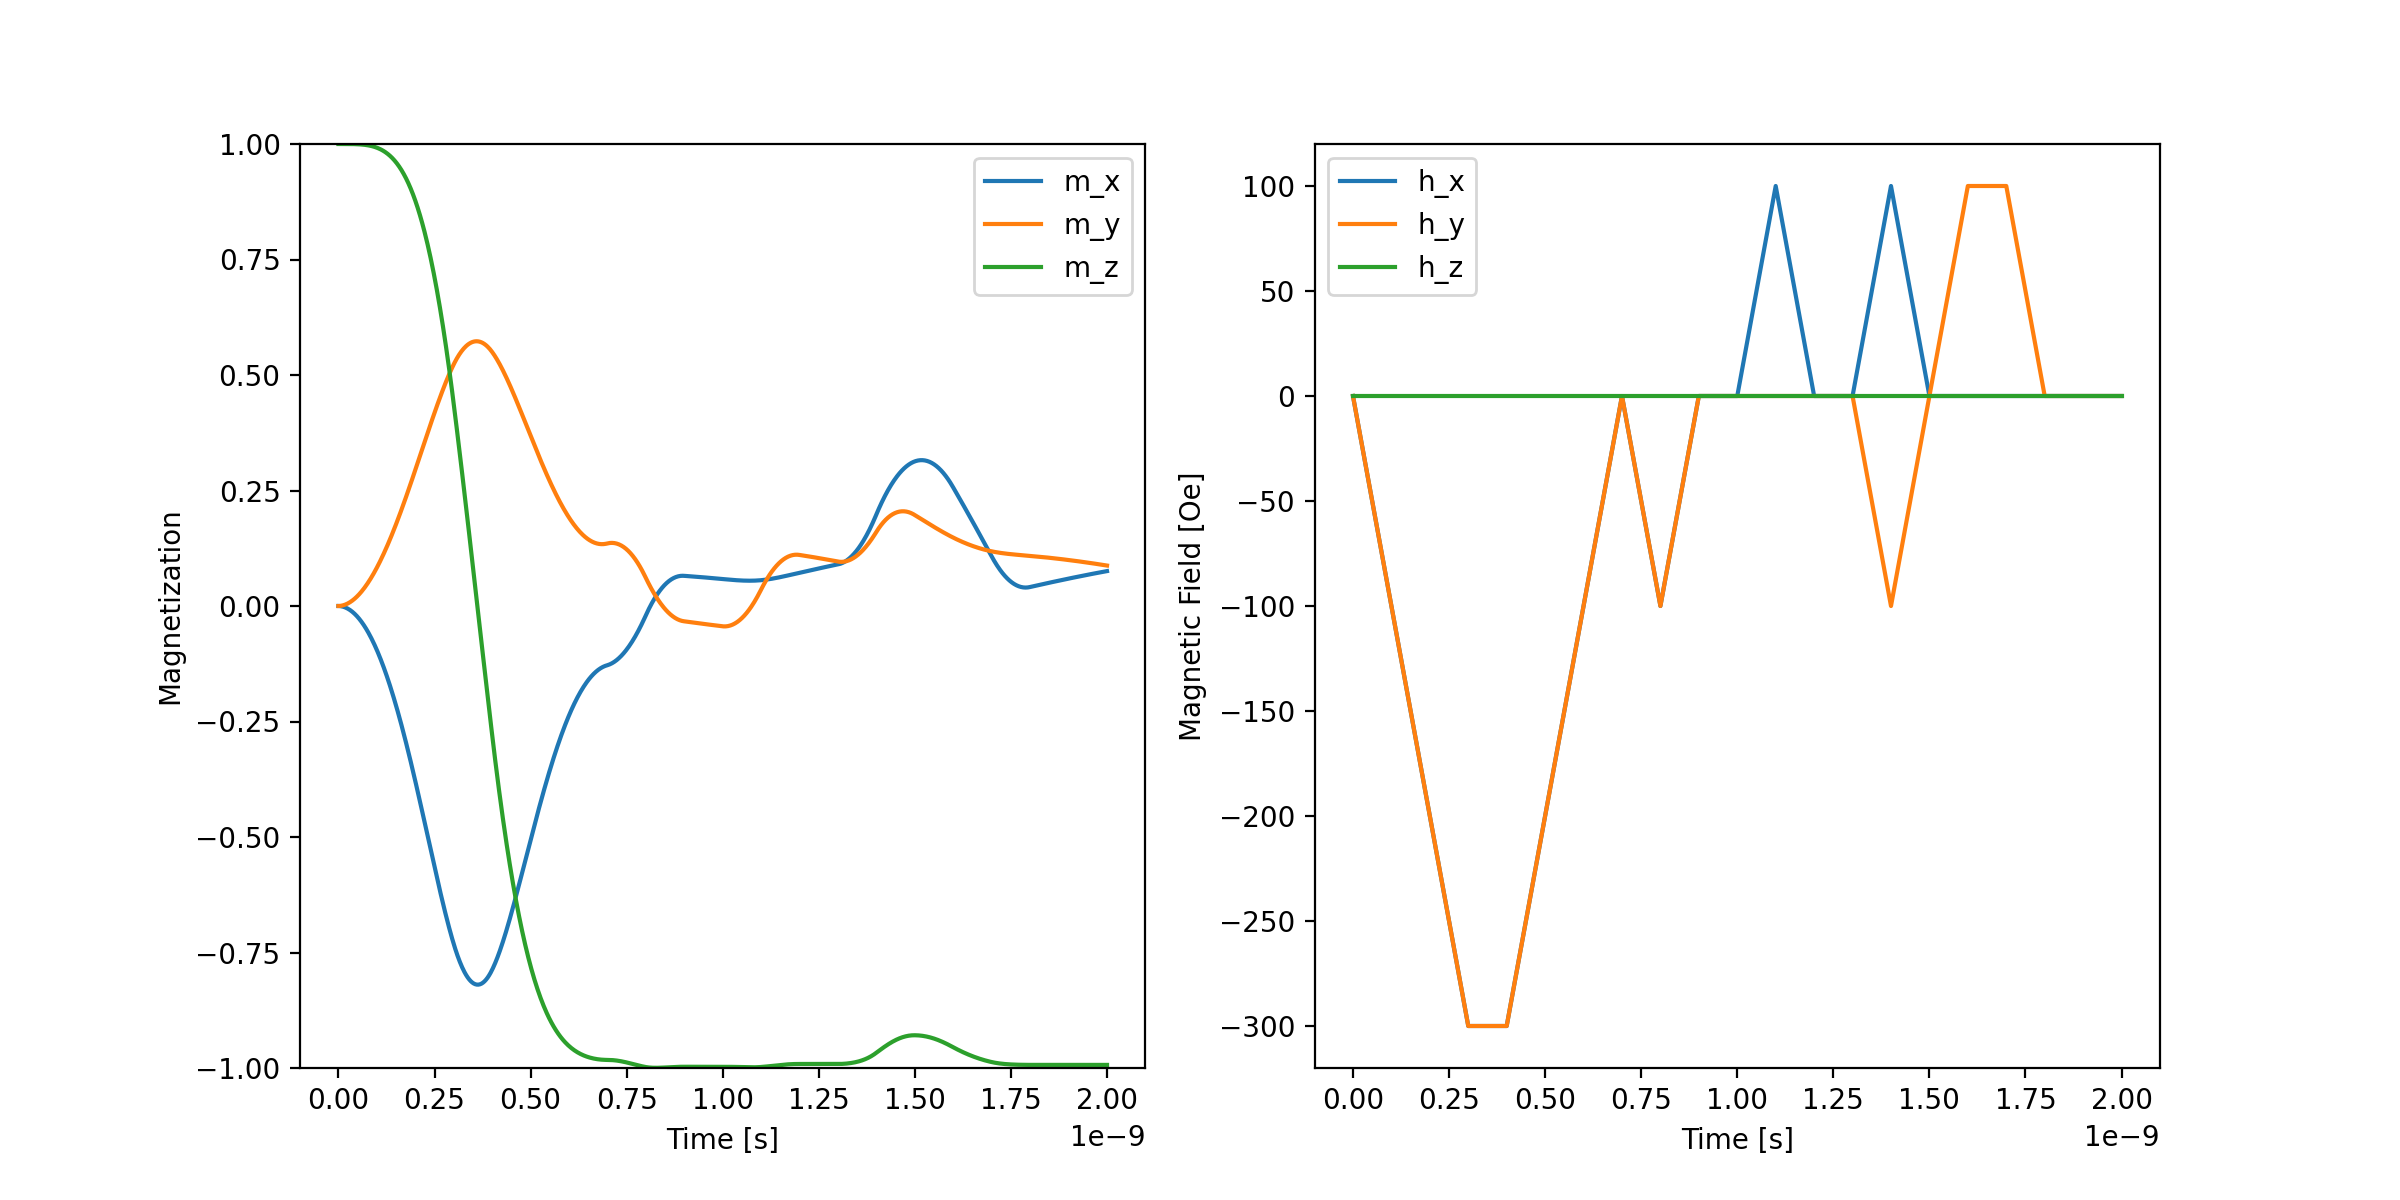 1.00
0.75
0.50
0.25
0.00
−0.25
−0.50
−0.75
−1.00
Magnetization
m_x
m_y
m_z
0.00 0.25 0.50 0.75 1.00 1.25 1.50 1.75 2.00
Time [s]
1e−9
100
50
0
−50
−100
−150
−200
−250
−300
Magnetic Field [Oe]
h_x
h_y
h_z
0.00 0.25 0.50 0.75 1.00 1.25 1.50 1.75 2.00
Time [s]
1e−9